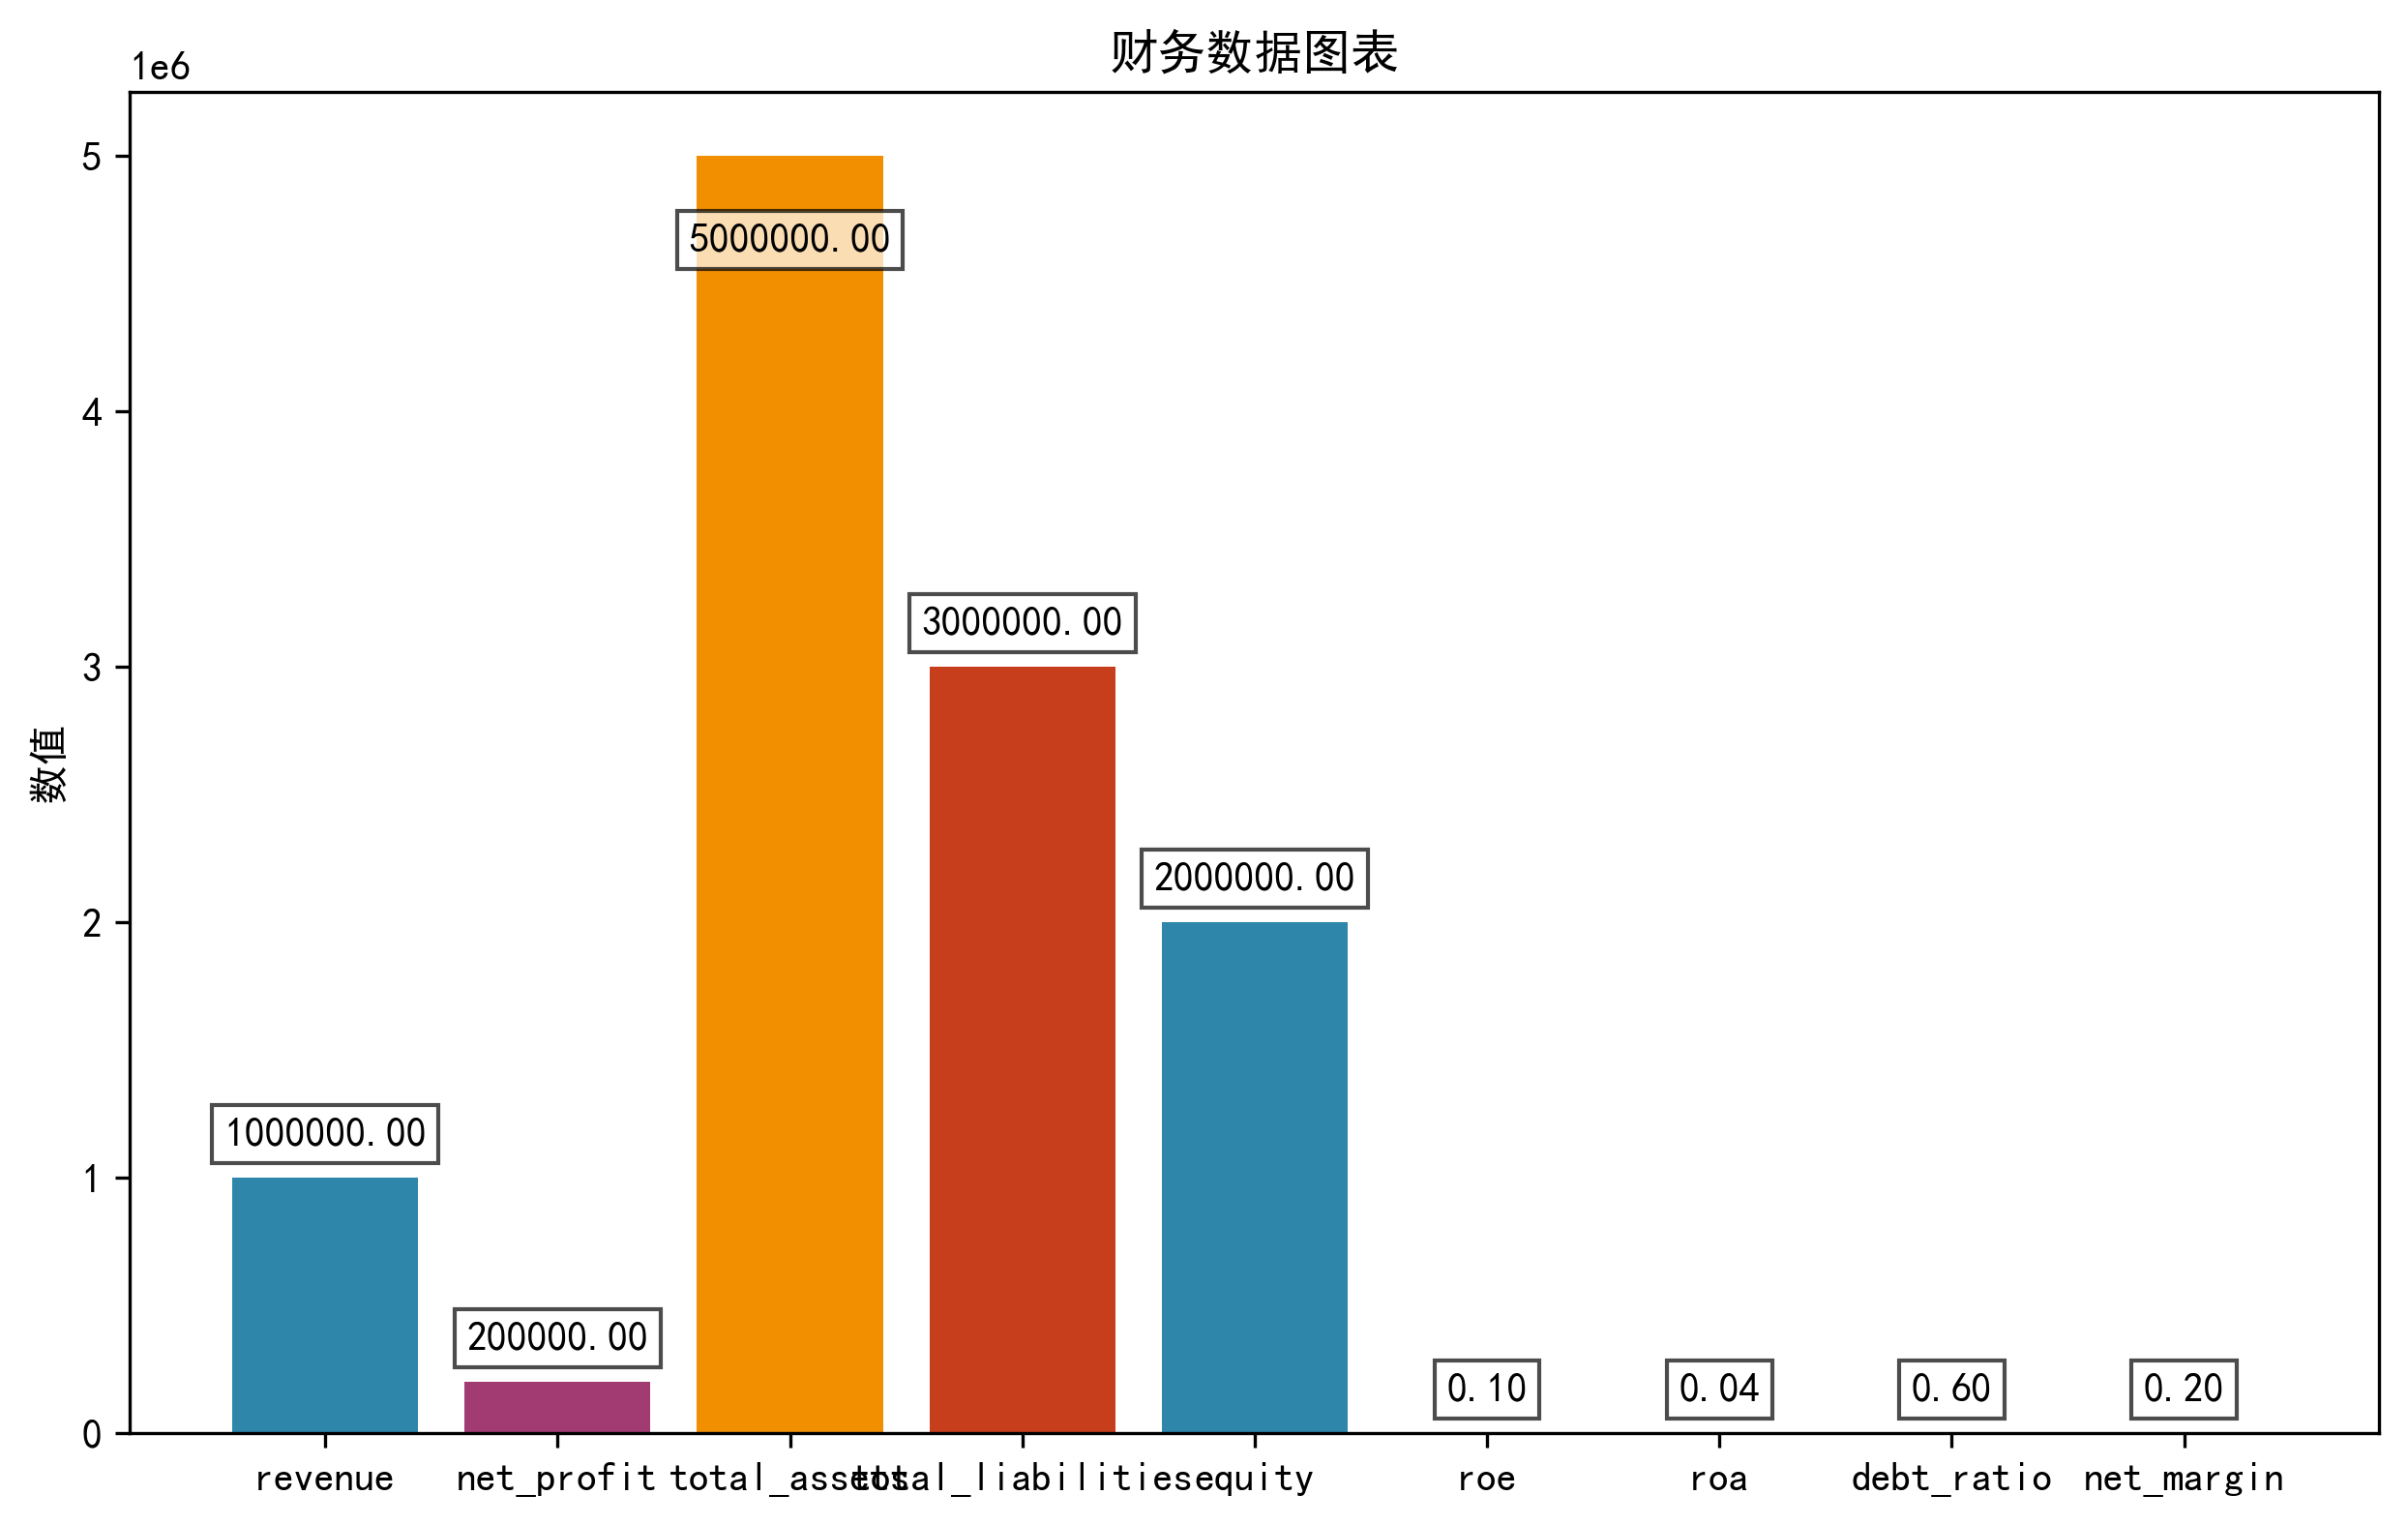 财务数据图表
1e6
5
4
3
2
1
0
数值
5000000.00
3000000.00
2000000.00
1000000.00
200000.00
0.10
0.04
0.60
0.20
revenue
net_profit
total_assets
total_liabilities
equity
roe
roa
debt_ratio
net_margin